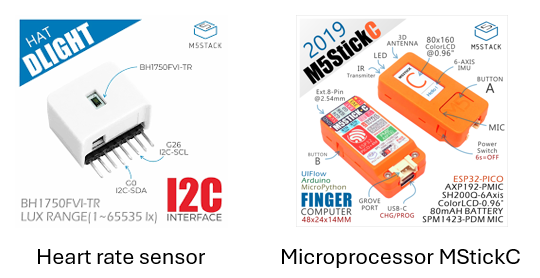 HAT
DLIGHT
M5STACK
BH1750FVI-TR
G26
I2C-SCL
G0
I2C-SDA
BH1750FVI-TR
LUX RANGE(1~65535 lx)
I2C
INTERFACE
Heart rate sensor
2019
M5StickC
3D
ANTENNA
80x160
ColorLCD
@0.96"
M5STACK
LED
IR
Transmiter
6-AXIS
IMU
BUTTON
A
Ext.8-Pin
@2.54mm
M5STICK-C
MIC
Power
Switch
6s=OFF
BUTTON
B
UIFlow
Arduino
MicroPython
FINGER
COMPUTER
48x24x14MM
GROVE
PORT
USB-C
CHG/PROG
ESP32-PICO
AXP192-PMIC
SH200Q-6Axis
ColorLCD-0.96"
80mAH BATTERY
SPM1423-PDM MIC
Microprocessor MStickC